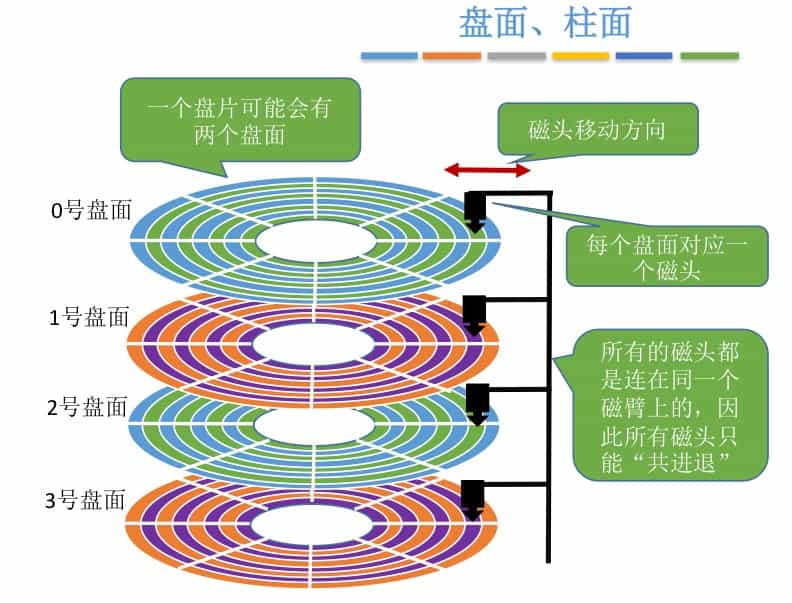 盘面、柱面
一个盘片可能会有
两个盘面
磁头移动方向
0号盘面
每个盘面对应一
个磁头
1号盘面
所有的磁头都
是连在同一个
磁臂上的，因
此所有磁头只
能“共进退”
2号盘面
3号盘面